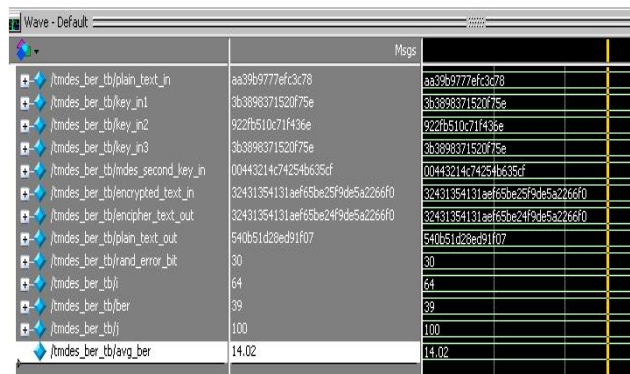 Wave - Default
Msgs
/tmdes_ber_tb/plain_text_in aa39b9777efc3c78 aa39b9777efc3c78
/tmdes_ber_tb/key_in1 3b3898371520f75e 3b3898371520f75e
/tmdes_ber_tb/key_in2 922fb510c71f436e 922fb510c71f436e
/tmdes_ber_tb/key_in3 3b3898371520f75e 3b3898371520f75e
/tmdes_ber_tb/mdes_second_key_in 00443214c74254b635cf 00443214c74254b635cf
/tmdes_ber_tb/encrypted_text_in 32431354131aef65be25f9de5a2266f0 32431354131aef65be25f9de5a2266f0
/tmdes_ber_tb/encipher_text_out 32431354131aef65be24f9de5a2266f0 32431354131aef65be24f9de5a2266f0
/tmdes_ber_tb/plain_text_out 540b51d28ed91f07 540b51d28ed91f07
/tmdes_ber_tb/rand_error_bit 30 30
/tmdes_ber_tb/i 64 64
/tmdes_ber_tb/ber 39 39
/tmdes_ber_tb/j 100 100
/tmdes_ber_tb/avg_ber 14.02 14.02